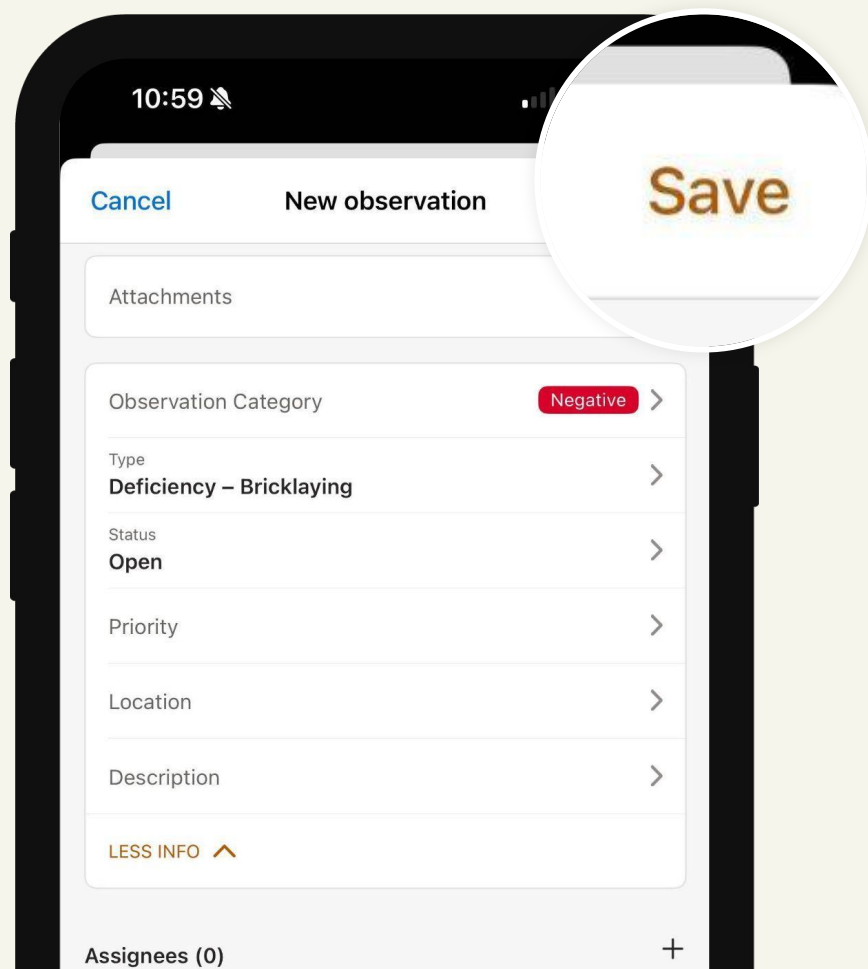 10:59
Cancel
New observation
Save
Attachments
Observation Category
Negative
Type
Deficiency – Bricklaying
Status
Open
Priority
Location
Description
LESS INFO
Assignees (0)